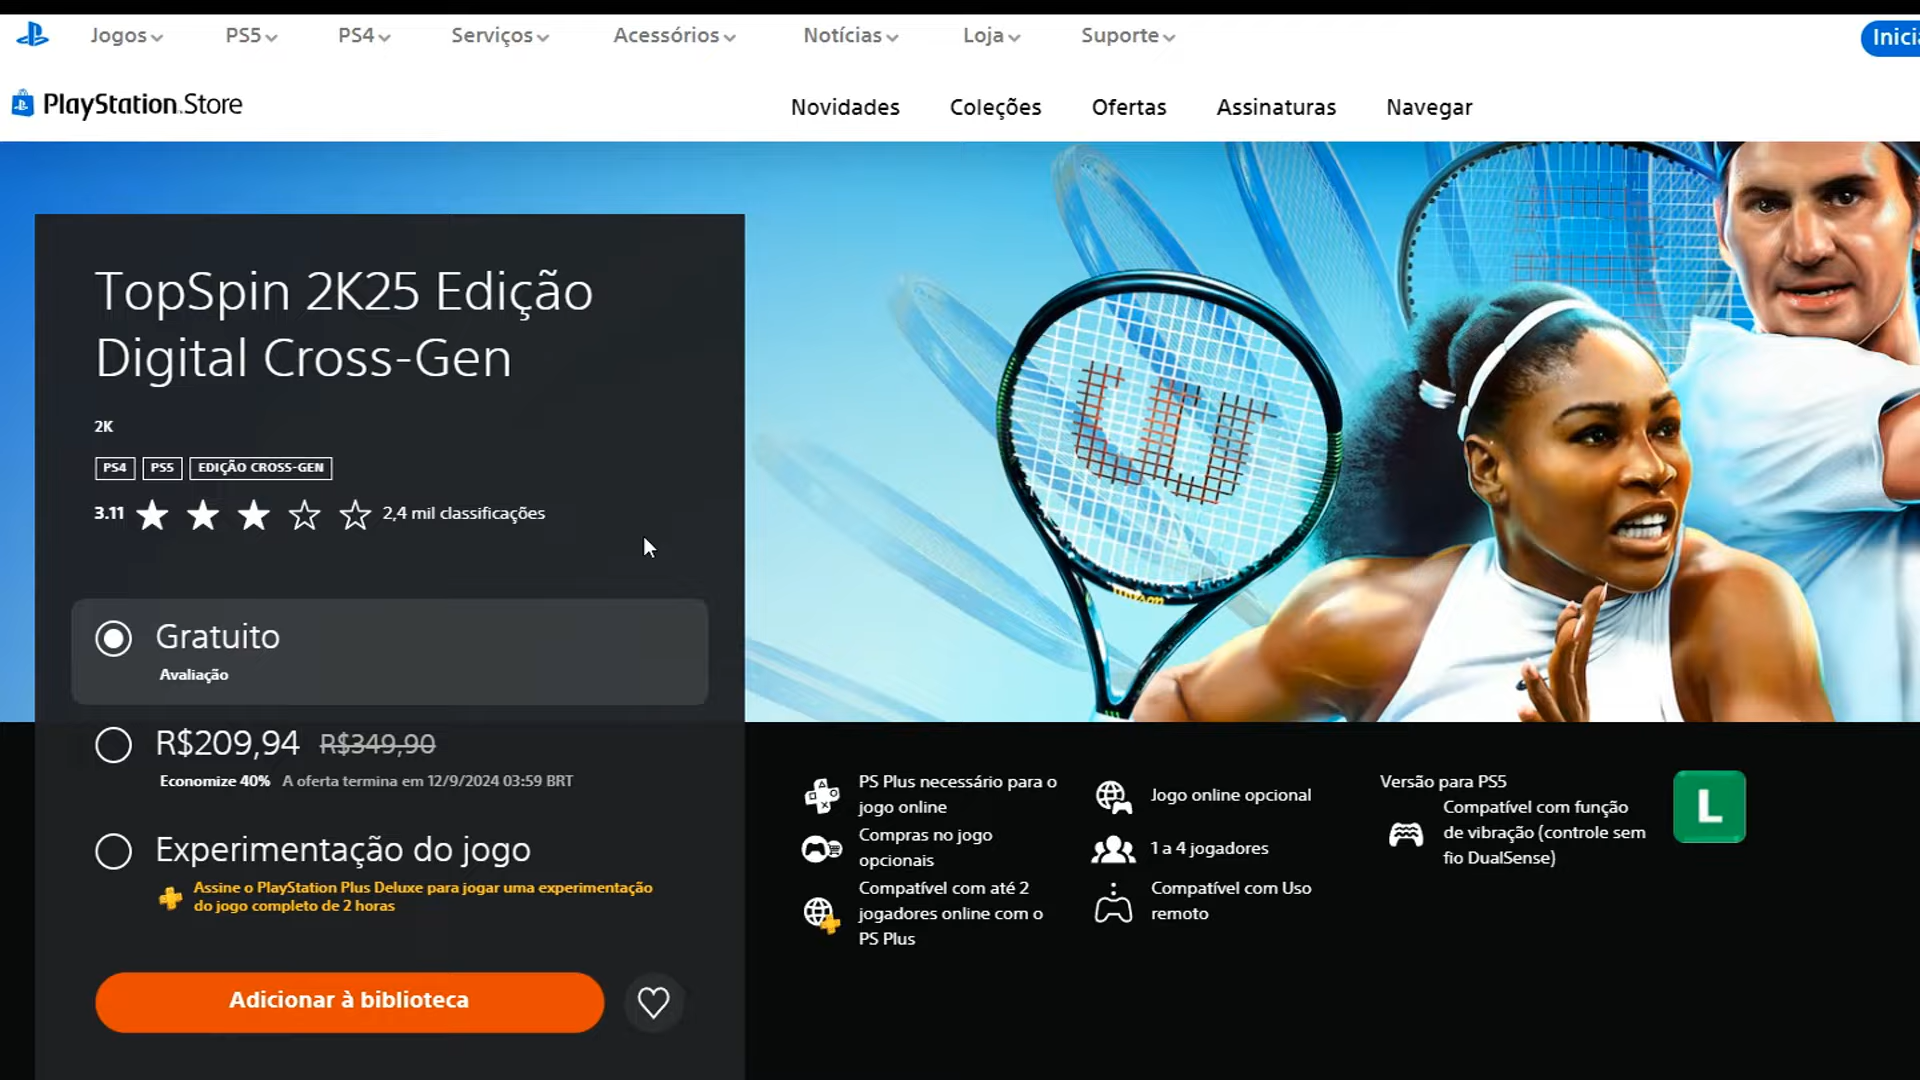 Jogos
PS5
PS4
Serviços
Acessórios
Notícias
Loja
Suporte
Inicia
PlayStation.Store
Novidades
Coleções
Ofertas
Assinaturas
Navegar
TopSpin 2K25 Edição
Digital Cross-Gen
2K
PS4
PS5
EDIÇÃO CROSS-GEN
3.11
2,4 mil classificações
Gratuito
Avaliação
R$209,94 R$349,90
Economize 40% A oferta termina em 12/9/2024 03:59 BRT
Experimentação do jogo
Assine o PlayStation Plus Deluxe para jogar uma experimentação
do jogo completo de 2 horas
Adicionar à biblioteca
PS Plus necessário para o
jogo online
Compras no jogo
opcionais
Compatível com até 2
jogadores online com o
PS Plus
Jogo online opcional
1 a 4 jogadores
Compatível com Uso
remoto
Versão para PS5
Compatível com função
de vibração (controle sem
fio DualSense)
L
Wilson